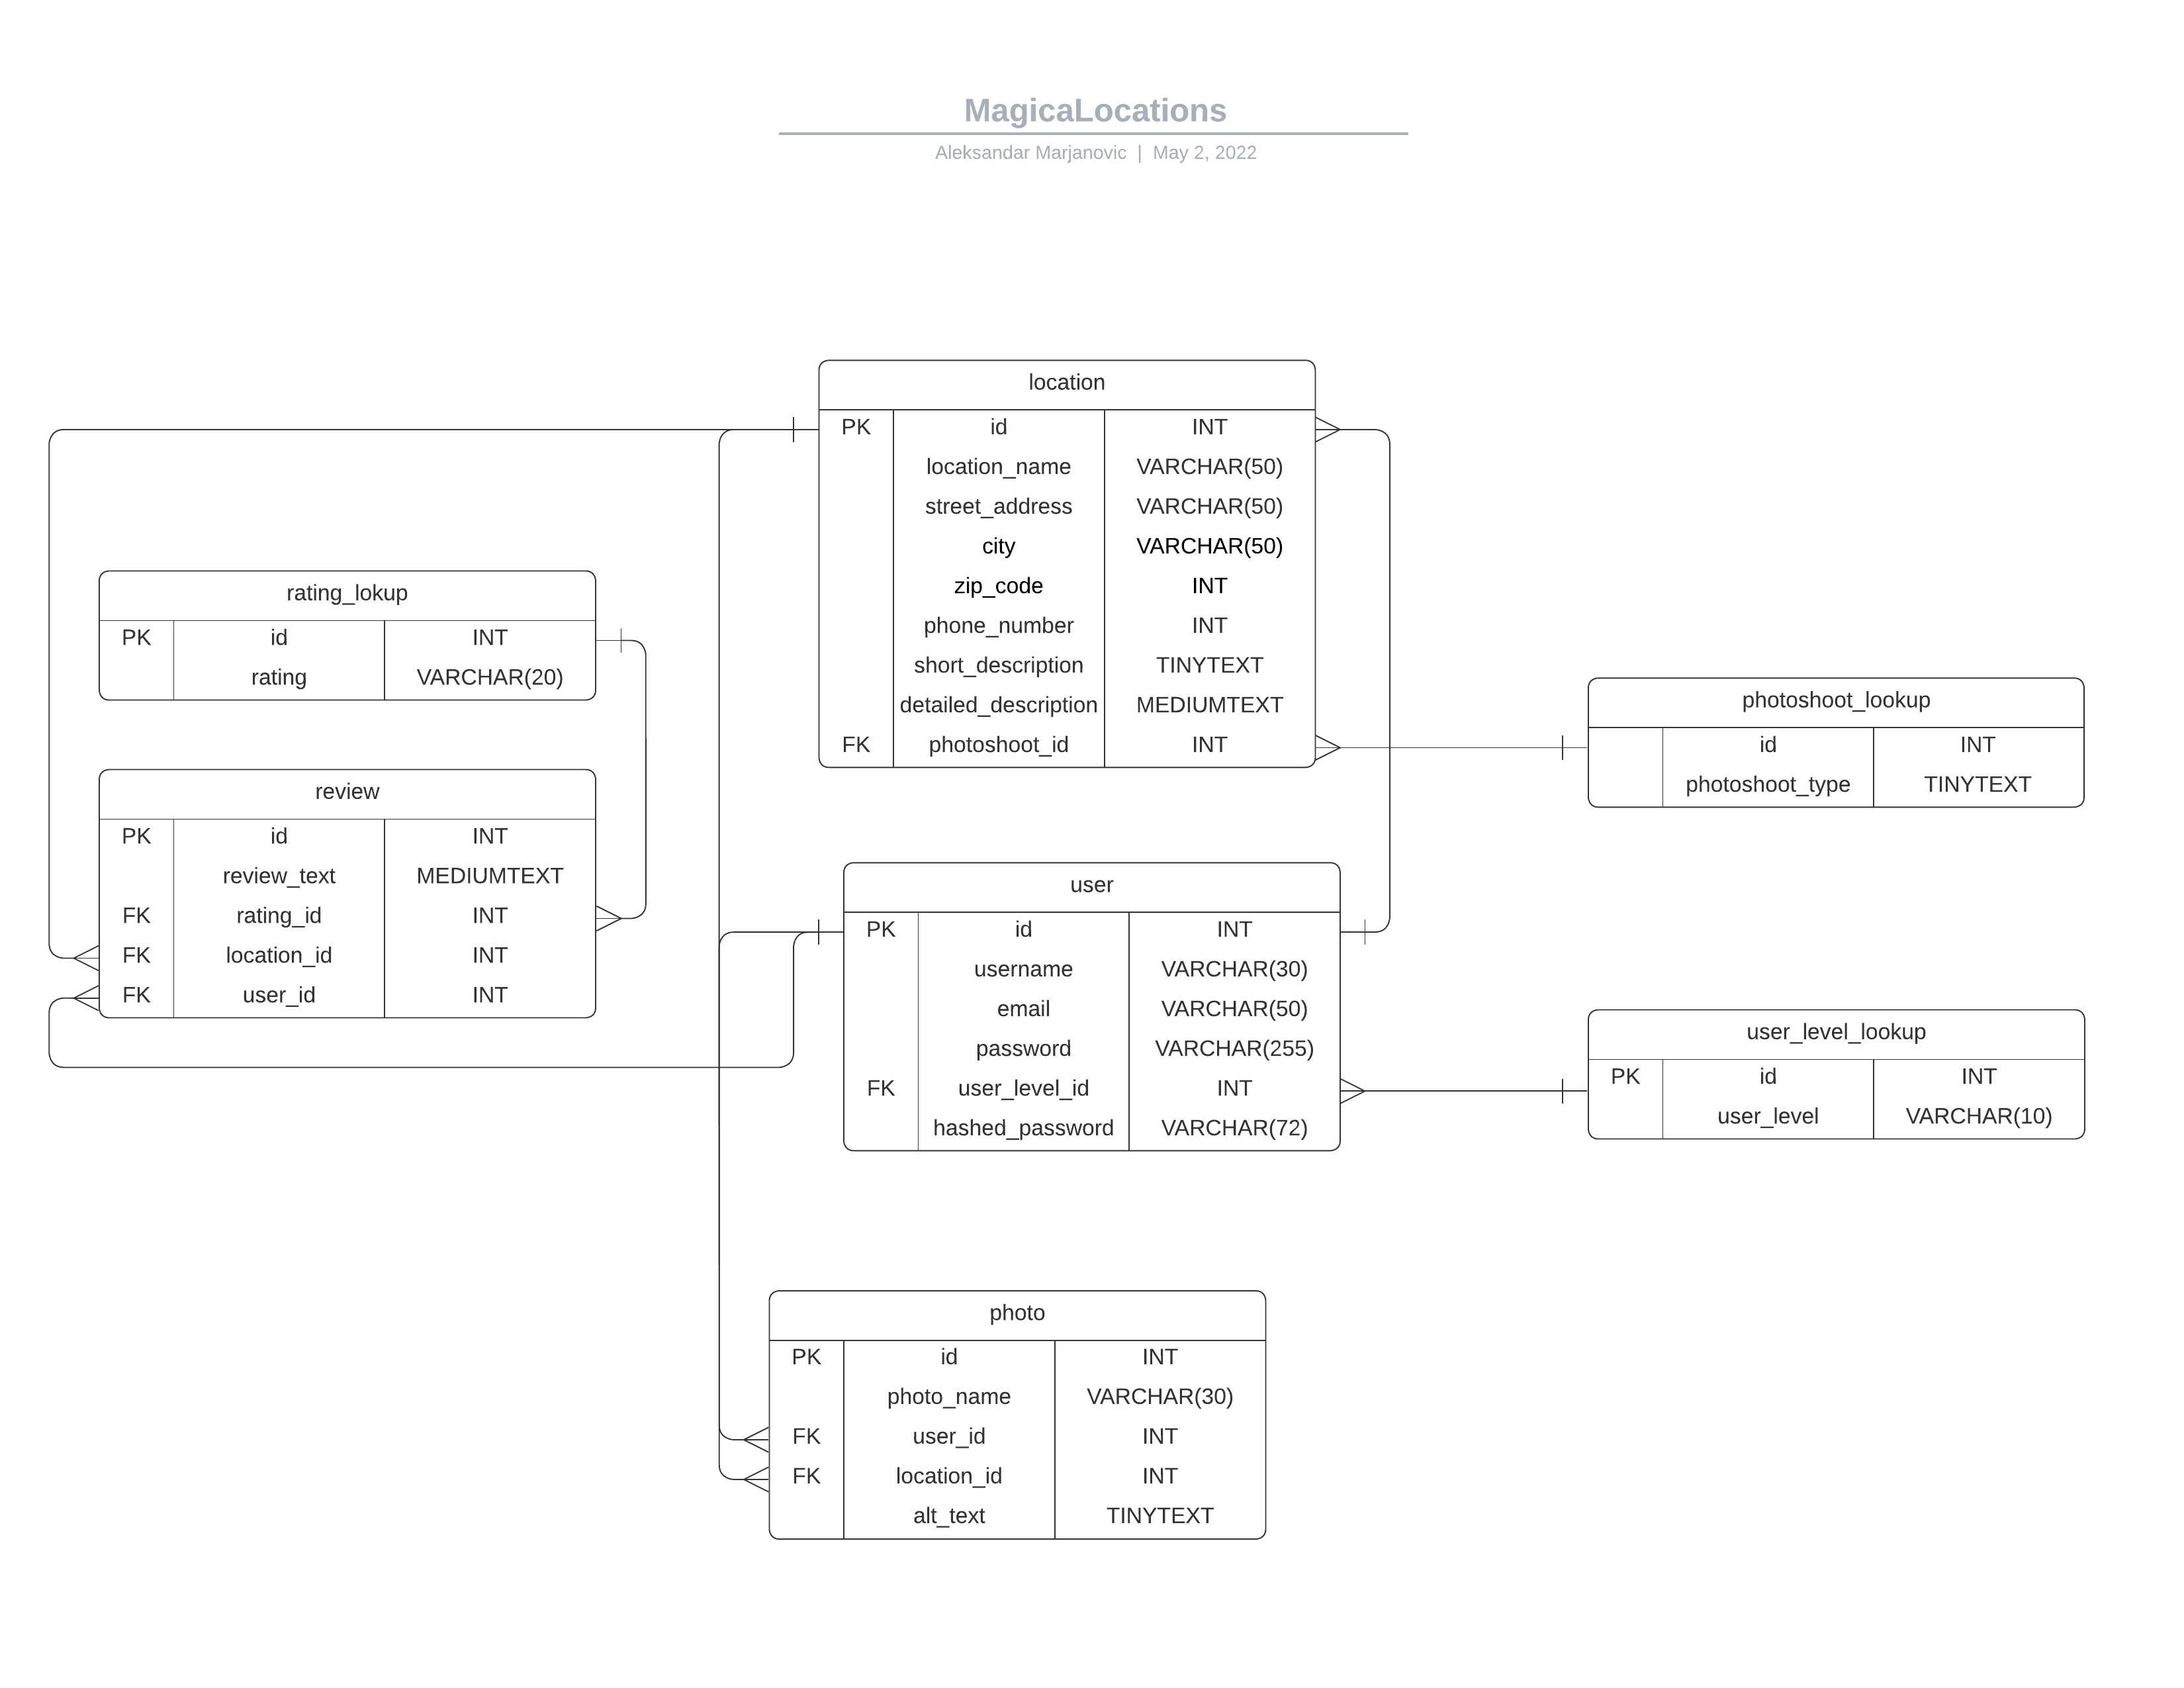 MagicaLocations
Aleksandar Marjanovic | May 2, 2022
location
PK id INT
location_name VARCHAR(50)
street_address VARCHAR(50)
city VARCHAR(50)
zip_code INT
phone_number INT
short_description TINYTEXT
detailed_description MEDIUMTEXT
FK photoshoot_id INT
rating_lokup
PK id INT
rating VARCHAR(20)
photoshoot_lookup
id INT
photoshoot_type TINYTEXT
review
PK id INT
review_text MEDIUMTEXT
FK rating_id INT
FK location_id INT
FK user_id INT
user
PK id INT
username VARCHAR(30)
email VARCHAR(50)
password VARCHAR(255)
FK user_level_id INT
hashed_password VARCHAR(72)
user_level_lookup
PK id INT
user_level VARCHAR(10)
photo
PK id INT
photo_name VARCHAR(30)
FK user_id INT
FK location_id INT
alt_text TINYTEXT